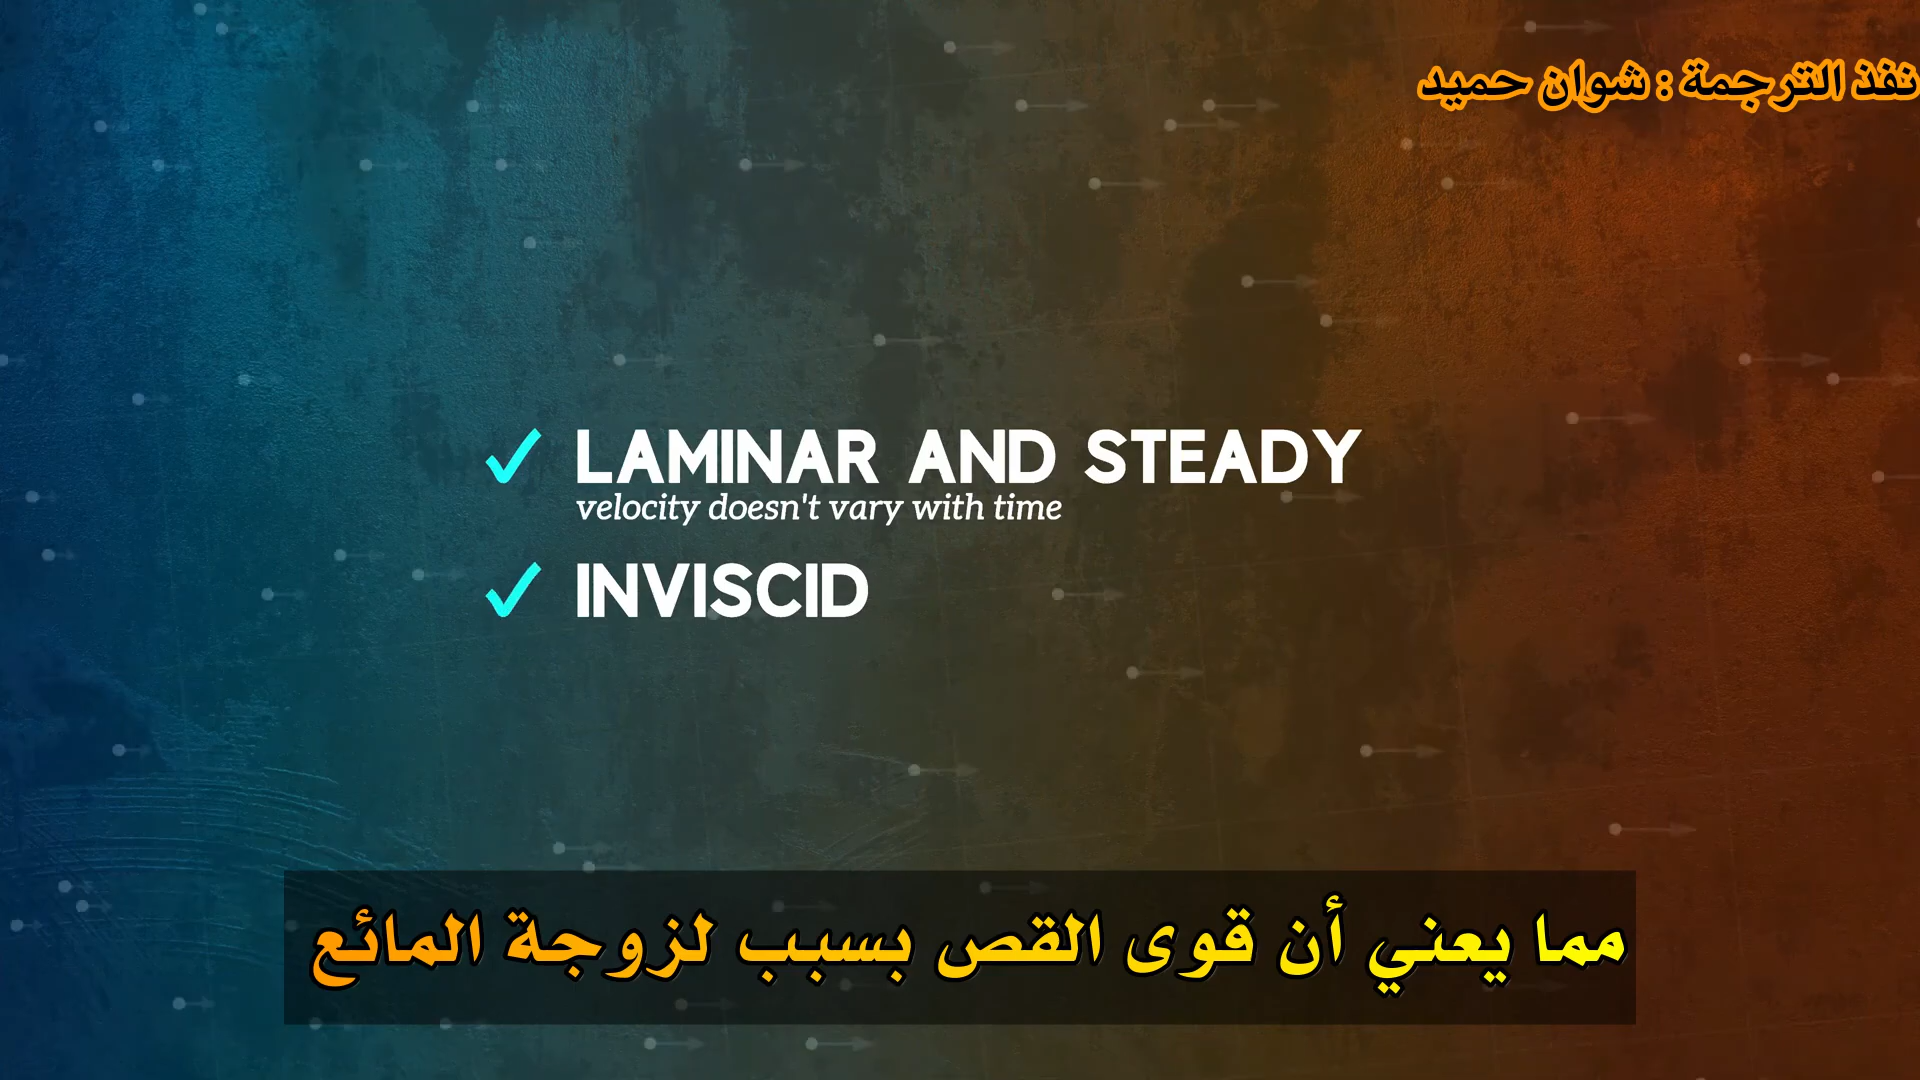 نفذ الترجمة : شوان حميد
LAMINAR AND STEADY
velocity doesn't vary with time
INVISCID
مما يعني أن قوى القص بسبب لزوجة المائع